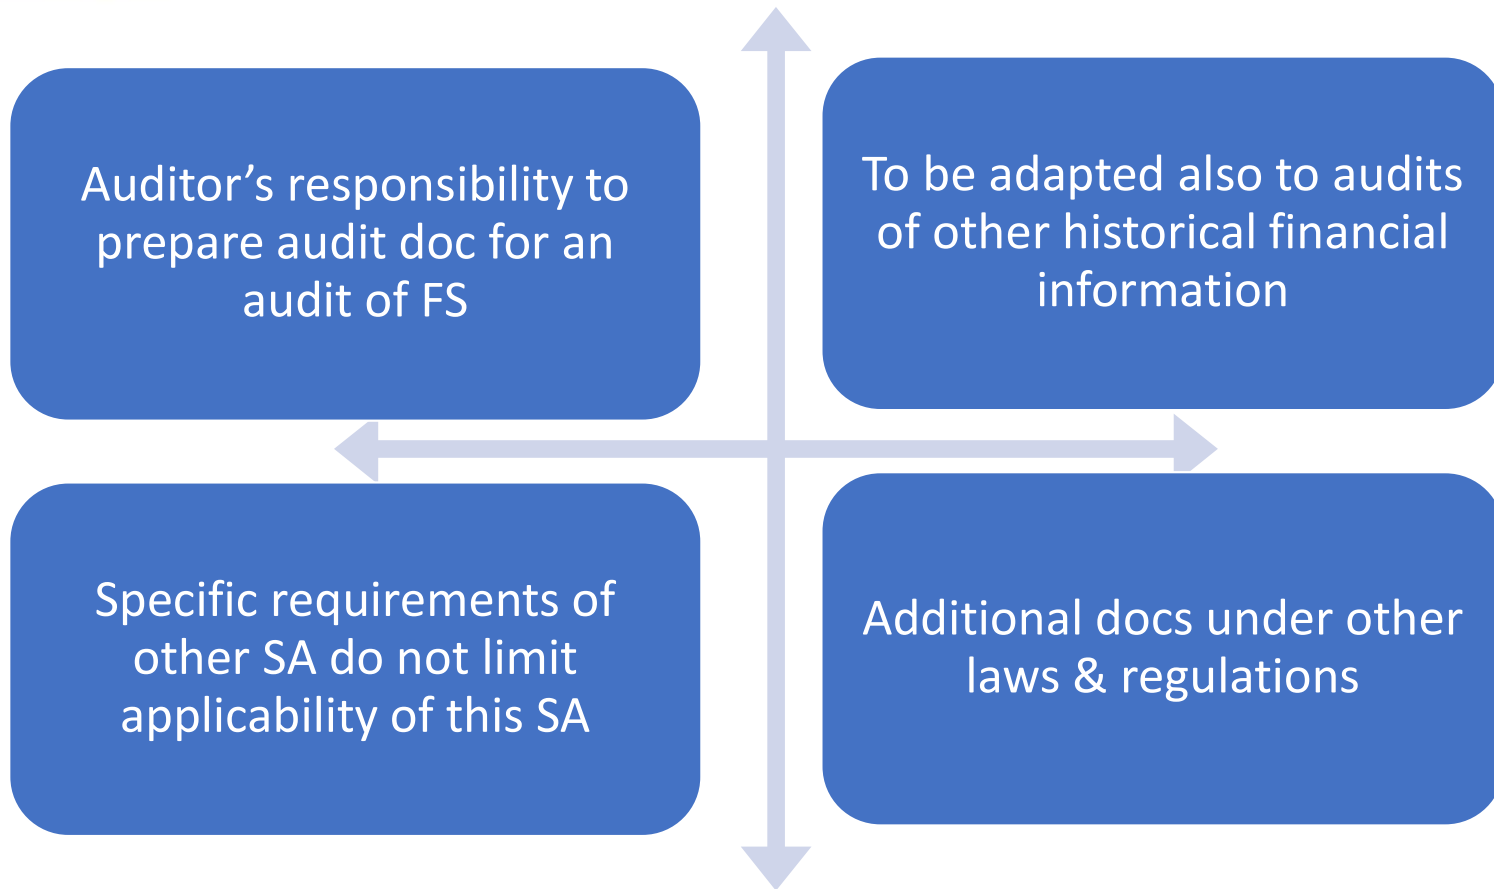 Auditor’s responsibility to
prepare audit doc for an
audit of FS
To be adapted also to audits
of other historical financial
information
Specific requirements of
other SA do not limit
applicability of this SA
Additional docs under other
laws & regulations